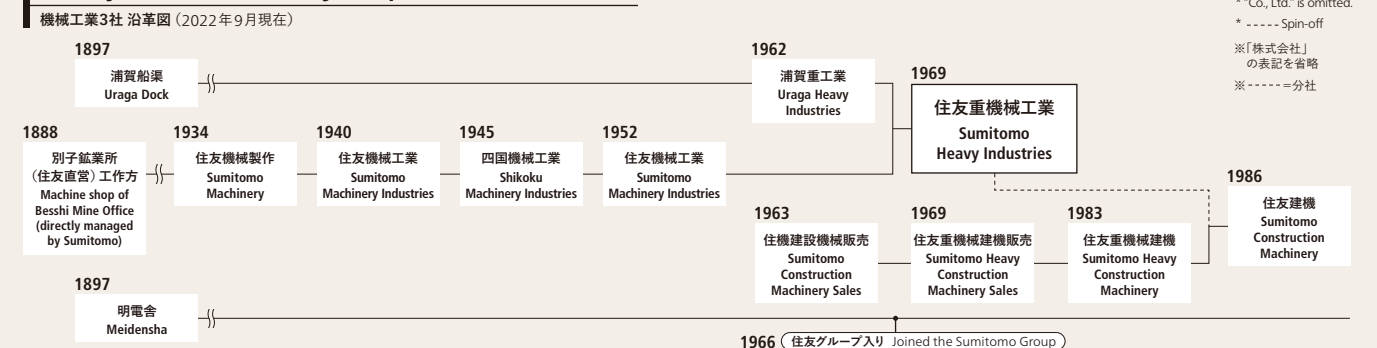 機械工業3社 沿革図（2022年9月現在）
* "Co., Ltd." is omitted.
* ----- Spin-off
※「株式会社」
の表記を省略
※-----＝分社
1897
浦賀船渠
Uraga Dock
1962
浦賀重工業
Uraga Heavy
Industries
1969
住友重機械工業
Sumitomo
Heavy Industries
1888
別子鉱業所
（住友直営）工作方
Machine shop of
Besshi Mine Office
(directly managed
by Sumitomo)
1934
住友機械製作
Sumitomo
Machinery
1940
住友機械工業
Sumitomo
Machinery Industries
1945
四国機械工業
Shikoku
Machinery Industries
1952
住友機械工業
Sumitomo
Machinery Industries
1963
住機建設機械販売
Sumitomo
Construction
Machinery Sales
1969
住友重機械建機販売
Sumitomo Heavy
Construction
Machinery Sales
1983
住友重機械建機
Sumitomo Heavy
Construction
Machinery
1986
住友建機
Sumitomo
Construction
Machinery
1897
明電舎
Meidensha
1966 住友グループ入り Joined the Sumitomo Group